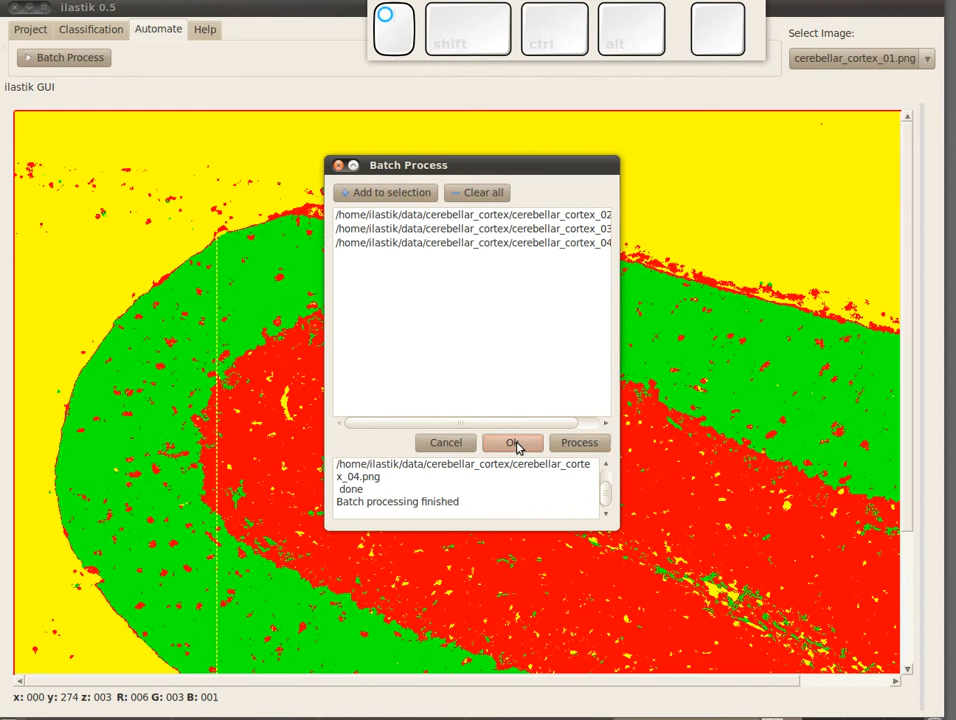 ilastik 0.5
shift
ctrl
alt
Project
Classification
Automate
Help
Select Image:
Batch Process
cerebellar_cortex_01.png
ilastik GUI
Batch Process
Add to selection
Clear all
/home/ilastik/data/cerebellar_cortex/cerebellar_cortex_02
/home/ilastik/data/cerebellar_cortex/cerebellar_cortex_03
/home/ilastik/data/cerebellar_cortex/cerebellar_cortex_04
Cancel
Ok
Process
/home/ilastik/data/cerebellar_cortex/cerebellar_corte
x_04.png
done
Batch processing finished
x: 000 y: 274 z: 003 R: 006 G: 003 B: 001